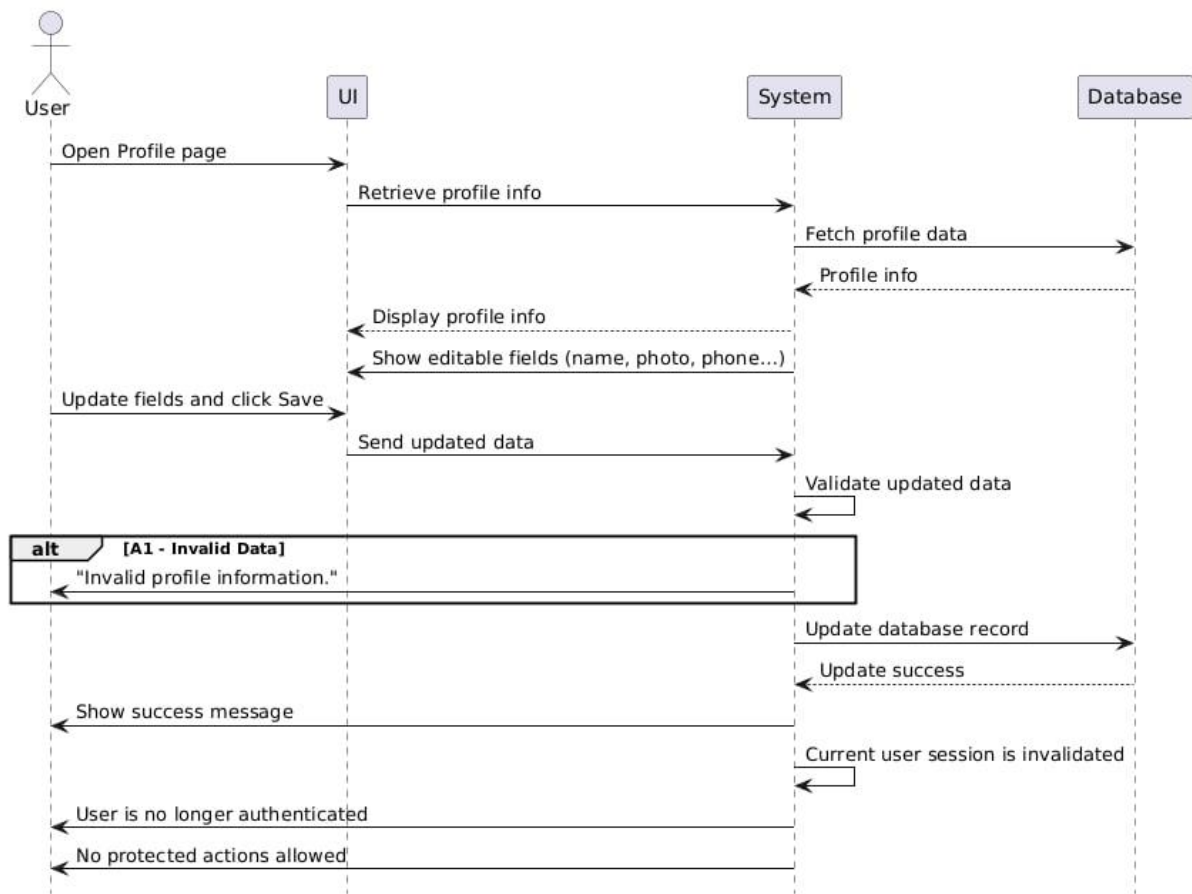 User
UI
System
Database
Open Profile page
Retrieve profile info
Fetch profile data
Profile info
Display profile info
Show editable fields (name, photo, phone...)
Update fields and click Save
Send updated data
Validate updated data
alt [A1 - Invalid Data]
"Invalid profile information."
Update database record
Update success
Show success message
Current user session is invalidated
User is no longer authenticated
No protected actions allowed